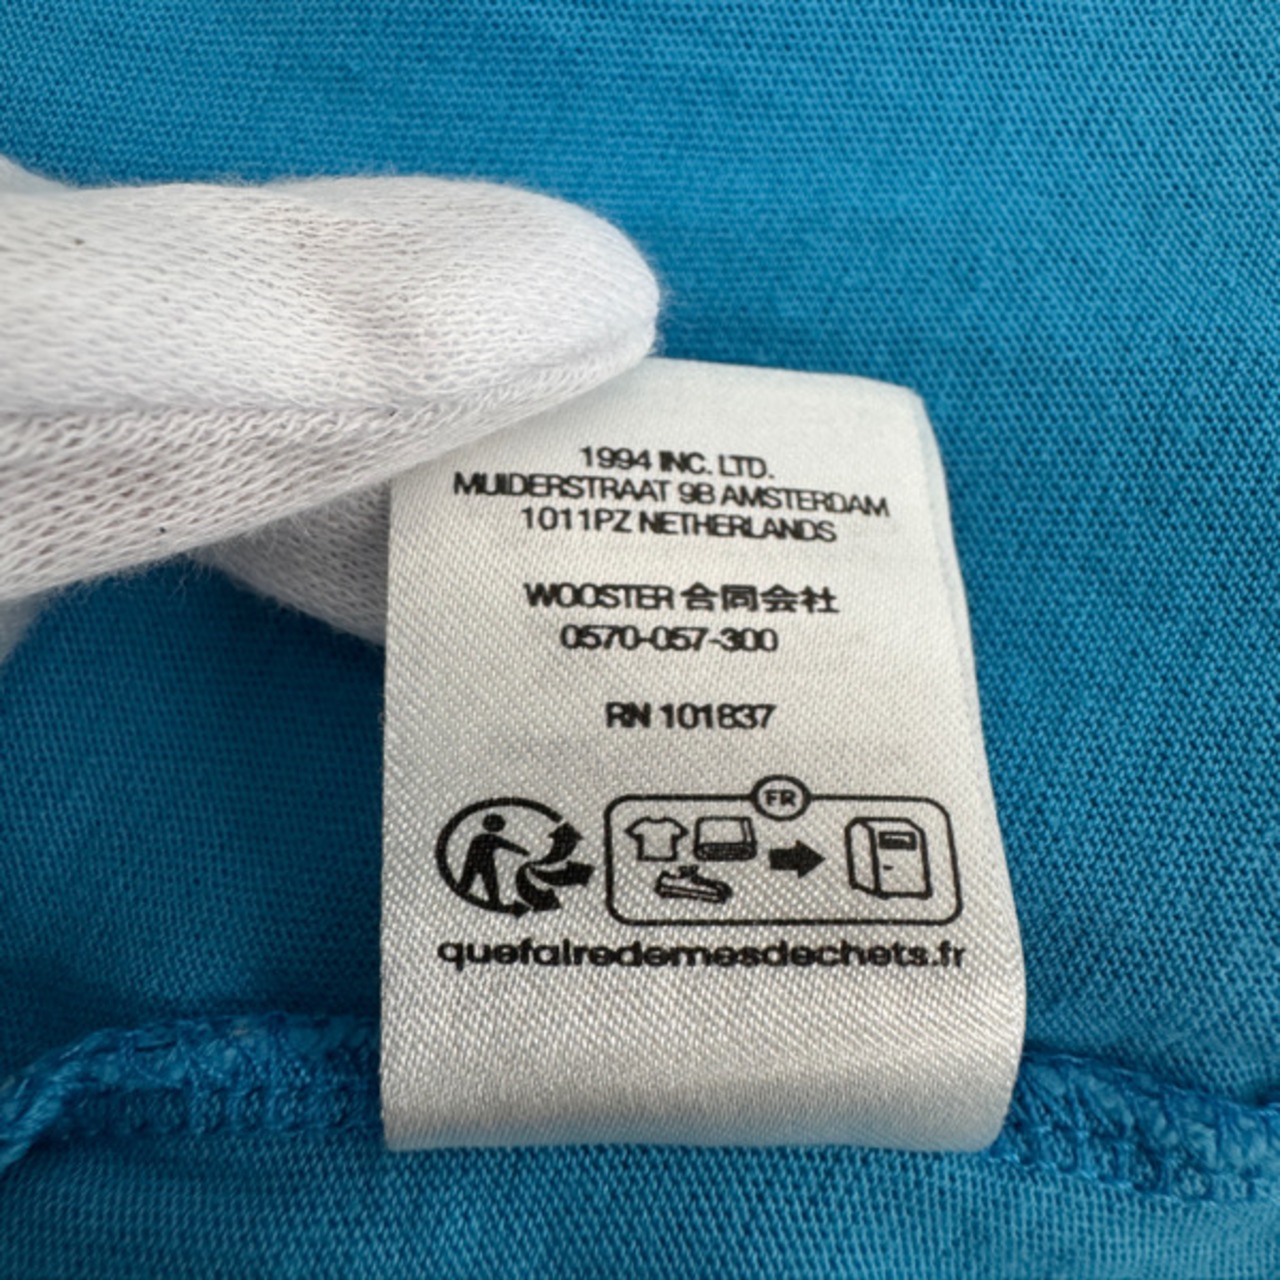 1994 INC. LTD.
MUIDERSTRAAT 9B AMSTERDAM
1011PZ NETHERLANDS
WOOSTER 合同会社
0570-057-300
RN 101837
FR
quefairedemesdechets.fr